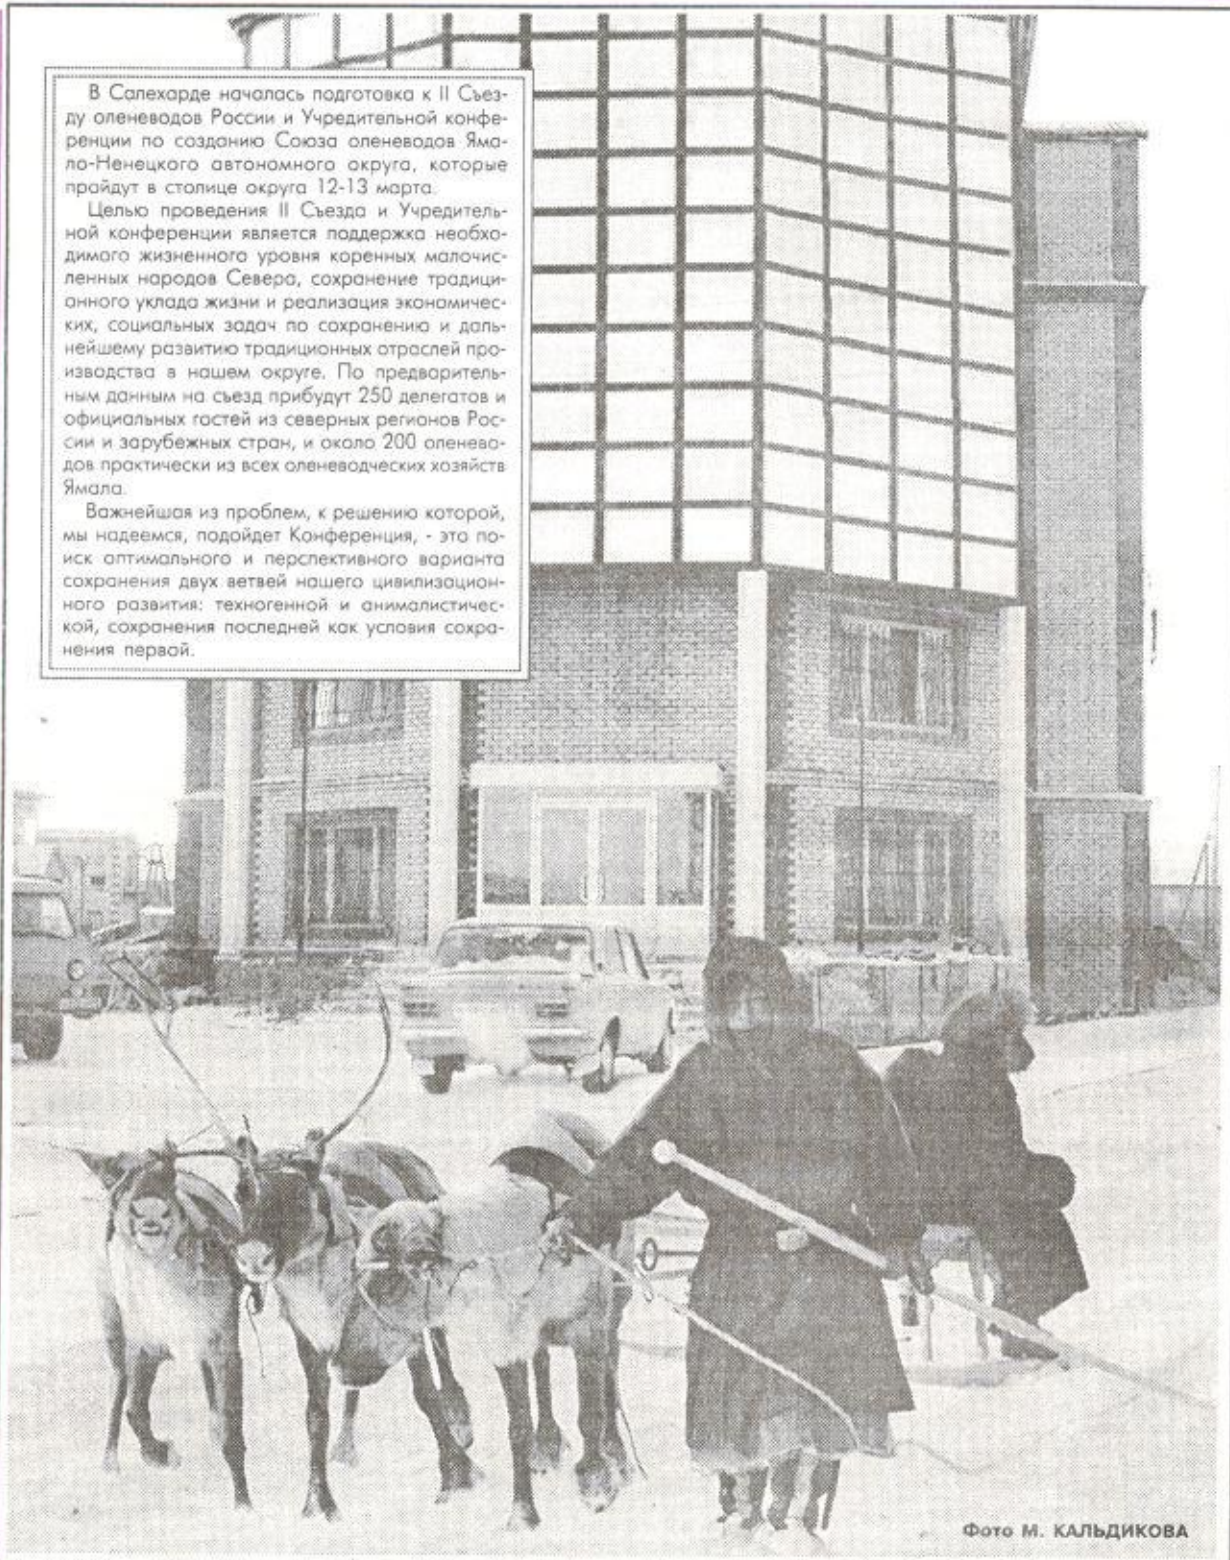 В Салехарде началась подготовка к II Съез-
ду оленеводов России и Учредительной конфе-
ренции по созданию Союза оленеводов Яма-
ло-Ненецкого автономного округа, которые
пройдут в столице округа 12-13 марта.
Целью проведения II Съезда и Учредитель-
ной конференции является поддержка необхо-
димого жизненного уровня коренных малочис-
ленных народов Севера, сохранение традици-
онного уклада жизни и реализация экономичес-
ких, социальных задач по сохранению и даль-
нейшему развитию традиционных отраслей про-
изводства в нашем округе. По предваритель-
ным данным на съезд прибудут 250 делегатов и
официальных гостей из северных регионов Рос-
сии и зарубежных стран, и около 200 оленево-
дов практически из всех оленеводческих хозяйств
Ямала.
Важнейшая из проблем, к решению которой,
мы надеемся, подойдет Конференция, - это по-
иск оптимального и перспективного варианта
сохранения двух ветвей нашего цивилизацион-
ного развития: техногенной и анималистичес-
кой, сохранения последней как условия сохра-
нения первой.
Фото М. КАЛЬДИКОВА